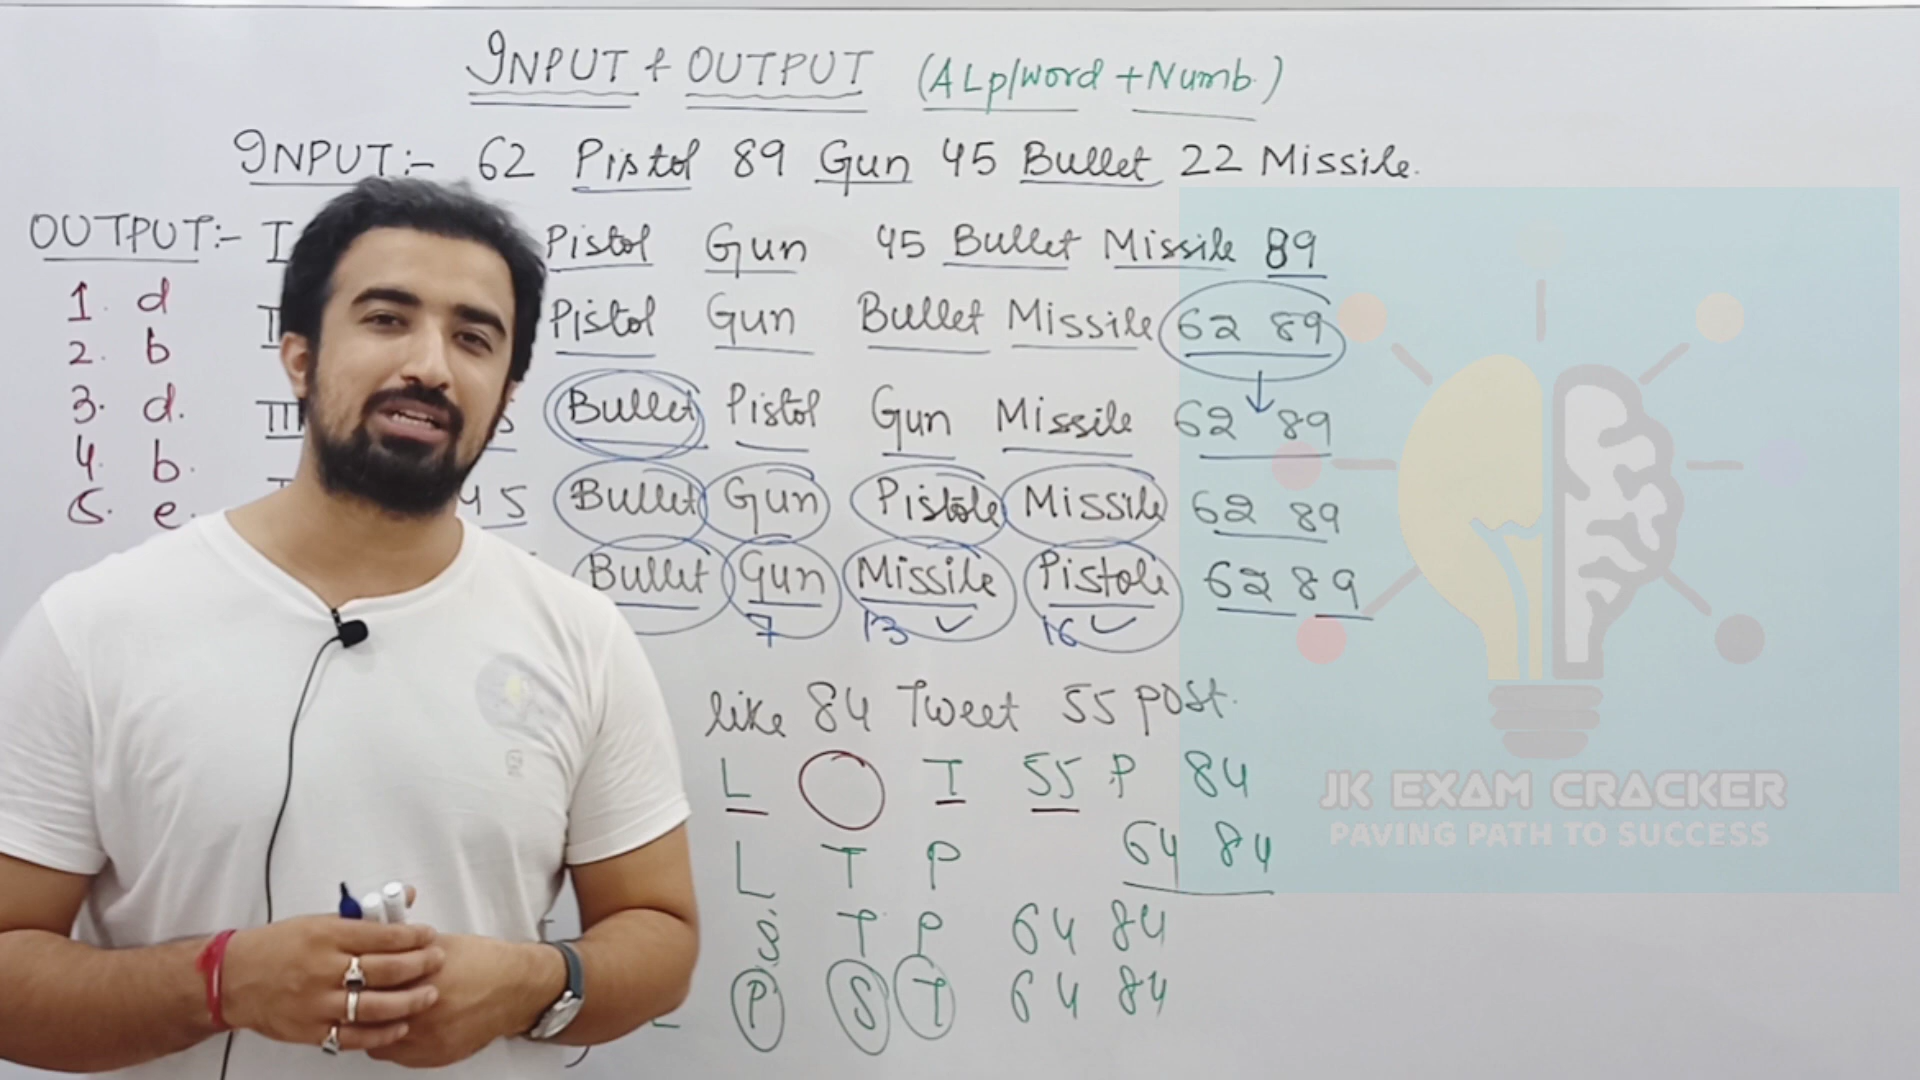 INPUT + OUTPUT (ALp/word + Numb.)
INPUT:- 62 Pistol 89 Gun 45 Bullet 22 Missile.
OUTPUT:- I Pistol Gun 45 Bullet Missile 89
Pistol Gun Bullet Missile 62 89
III Bullet Pistol Gun Missile 62 89
45 Bullet Gun Pistole Missile 62 89
Bullet Gun Missile Pistole 62 89
7 13 16
1. d
2. b
3. d.
4. b.
5. e.
like 84 Tweet 55 post.
L T 55 P 84
L T P 64 84
T P 64 84
P S T 64 84
JK EXAM CRACKER
PAVING PATH TO SUCCESS